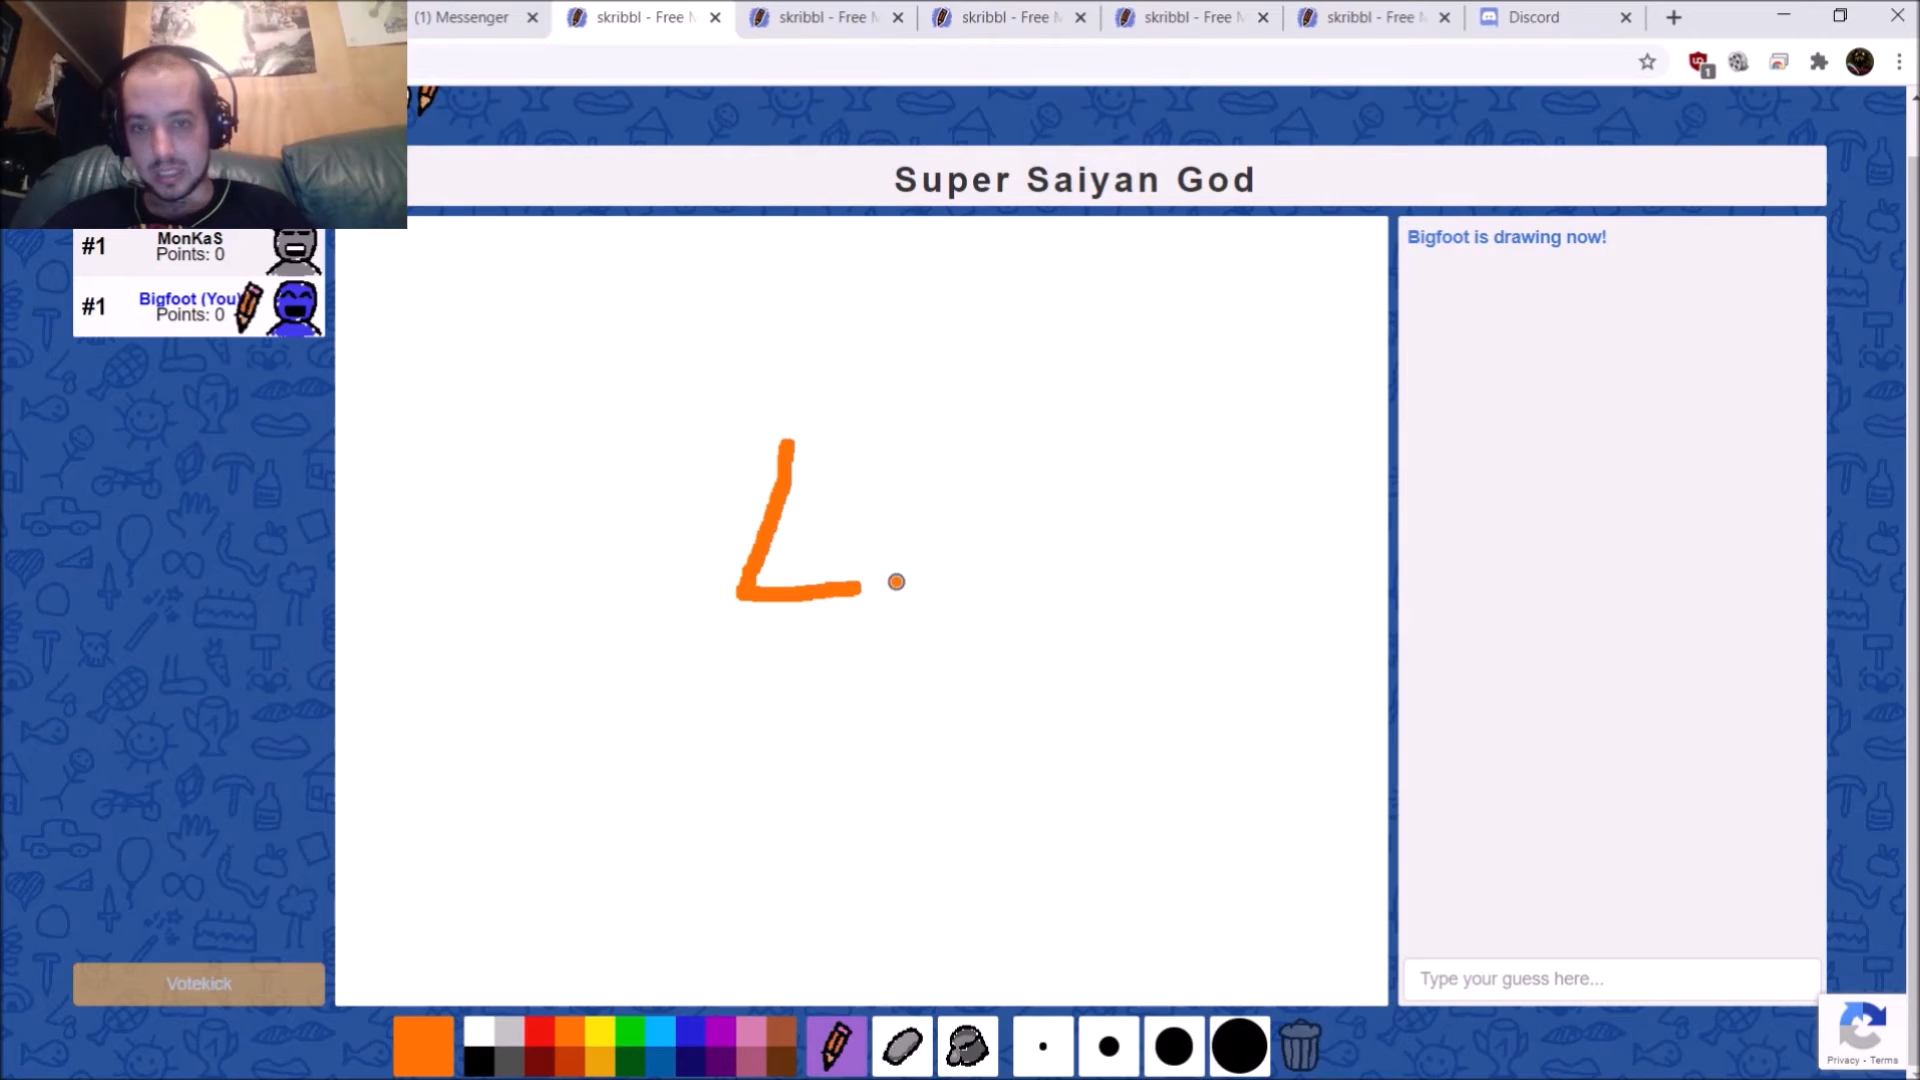 (1) Messenger
skribbl - Free M
skribbl - Free M
skribbl - Free M
skribbl - Free M
skribbl - Free M
Discord
1
Super Saiyan God
#1
MonKaS
Points: 0
#1
Bigfoot (You)
Points: 0
Bigfoot is drawing now!
Votekick
Type your guess here...
Privacy - Terms